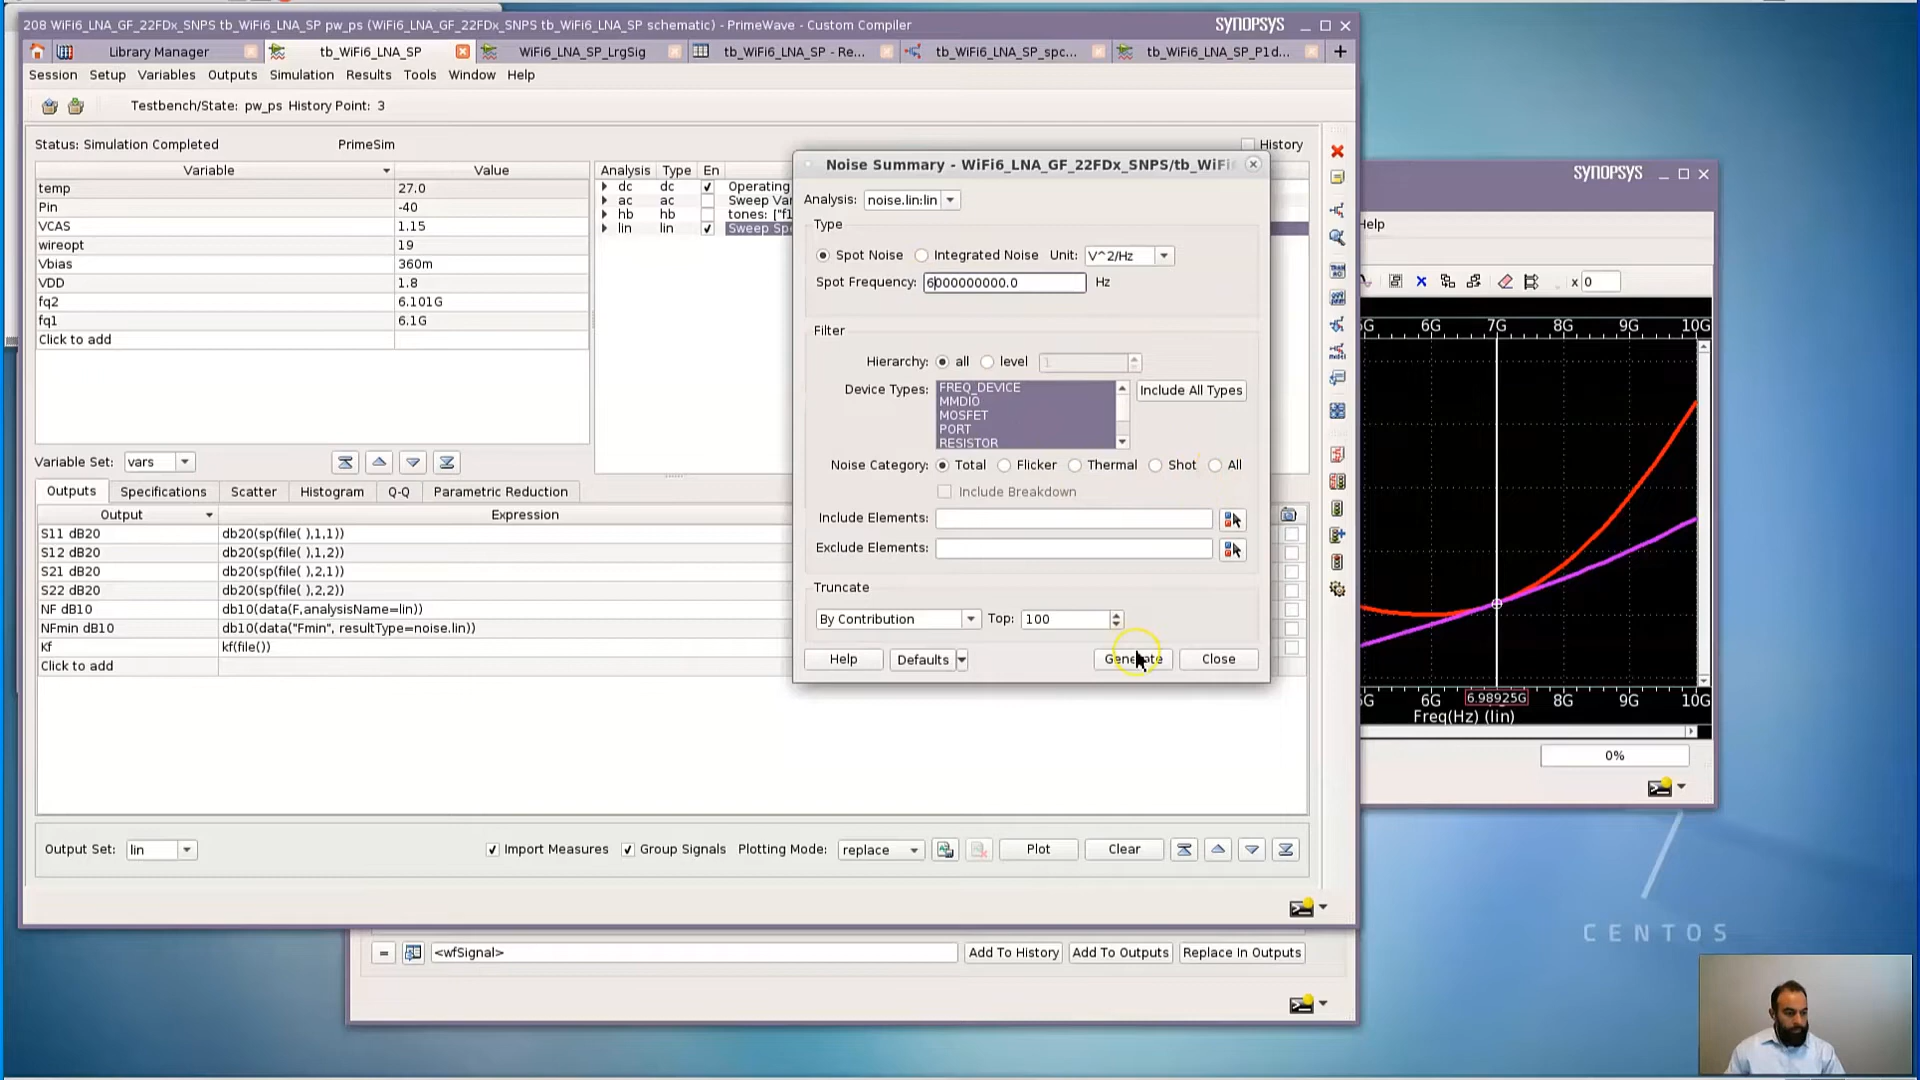 208 WiFi6_LNA_GF_22FDx_SNPS tb_WiFi6_LNA_SP pw_ps (WiFi6_LNA_GF_22FDx_SNPS tb_WiFi6_LNA_SP schematic) - PrimeWave - Custom Compiler
SYNOPSYS
Library Manager
tb_WiFi6_LNA_SP
WiFi6_LNA_SP_LrgSig
tb_WiFi6_LNA_SP - Re...
tb_WiFi6_LNA_SP_spc...
tb_WiFi6_LNA_SP_P1d...
Session Setup Variables Outputs Simulation Results Tools Window Help
Testbench/State: pw_ps History Point: 3
Status: Simulation Completed PrimeSim
History
Variable Value
temp 27.0
Pin -40
VCAS 1.15
wireopt 19
Vbias 360m
VDD 1.8
fq2 6.101G
fq1 6.1G
Click to add
Analysis Type En
dc dc Operating
ac ac Sweep Var
hb hb tones: ["f1
lin lin Sweep Spe
Variable Set: vars
Outputs Specifications Scatter Histogram Q-Q Parametric Reduction
Output Expression
S11 dB20 db20(sp(file( ),1,1))
S12 dB20 db20(sp(file( ),1,2))
S21 dB20 db20(sp(file( ),2,1))
S22 dB20 db20(sp(file( ),2,2))
NF dB10 db10(data(F,analysisName=lin))
NFmin dB10 db10(data("Fmin", resultType=noise.lin))
Kf kf(file())
Click to add
Output Set: lin
Import Measures Group Signals Plotting Mode: replace Plot Clear
Noise Summary - WiFi6_LNA_GF_22FDx_SNPS/tb_WiFi
Analysis: noise.lin:lin
Type
Spot Noise Integrated Noise Unit: V^2/Hz
Spot Frequency: 6000000000.0 Hz
Filter
Hierarchy: all level 1
Device Types:
FREQ_DEVICE
MMDIO
MOSFET
PORT
RESISTOR
Include All Types
Noise Category: Total Flicker Thermal Shot All
Include Breakdown
Include Elements:
Exclude Elements:
Truncate
By Contribution Top: 100
Help Defaults Generate Close
SYNOPSYS
Help
x 0
6G 7G 8G 9G 10G
6G 6.98925G 8G 9G 10G
Freq(Hz) (lin)
0%
= <wfSignal> Add To History Add To Outputs Replace In Outputs
7
CENTOS